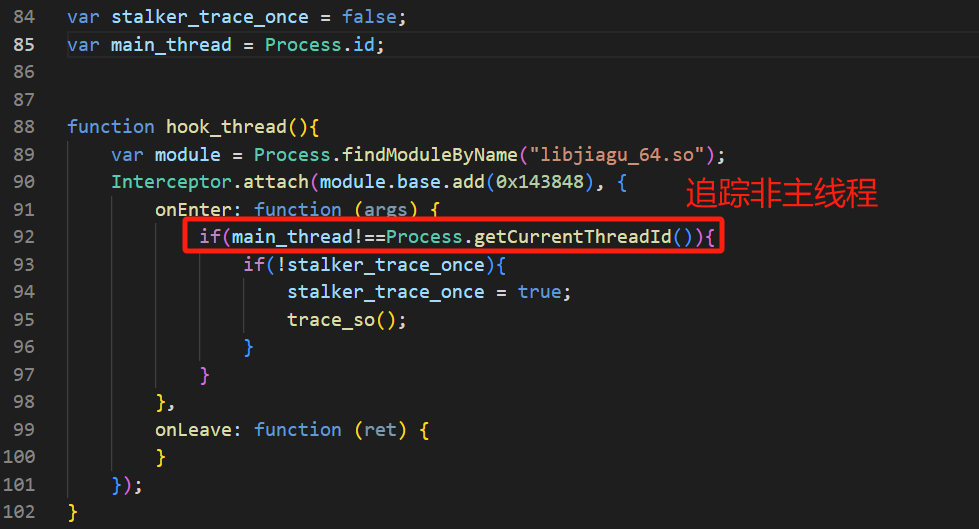 84 var stalker_trace_once = false;
85 var main_thread = Process.id;
86
87
88 function hook_thread(){
89 var module = Process.findModuleByName("libjiagu_64.so");
90 Interceptor.attach(module.base.add(0x143848), {
追踪非主线程
91 onEnter: function (args) {
92 if(main_thread!==Process.getCurrentThreadId()){
93 if(!stalker_trace_once){
94 stalker_trace_once = true;
95 trace_so();
96 }
97 }
98 },
99 onLeave: function (ret) {
100 }
101 });
102 }